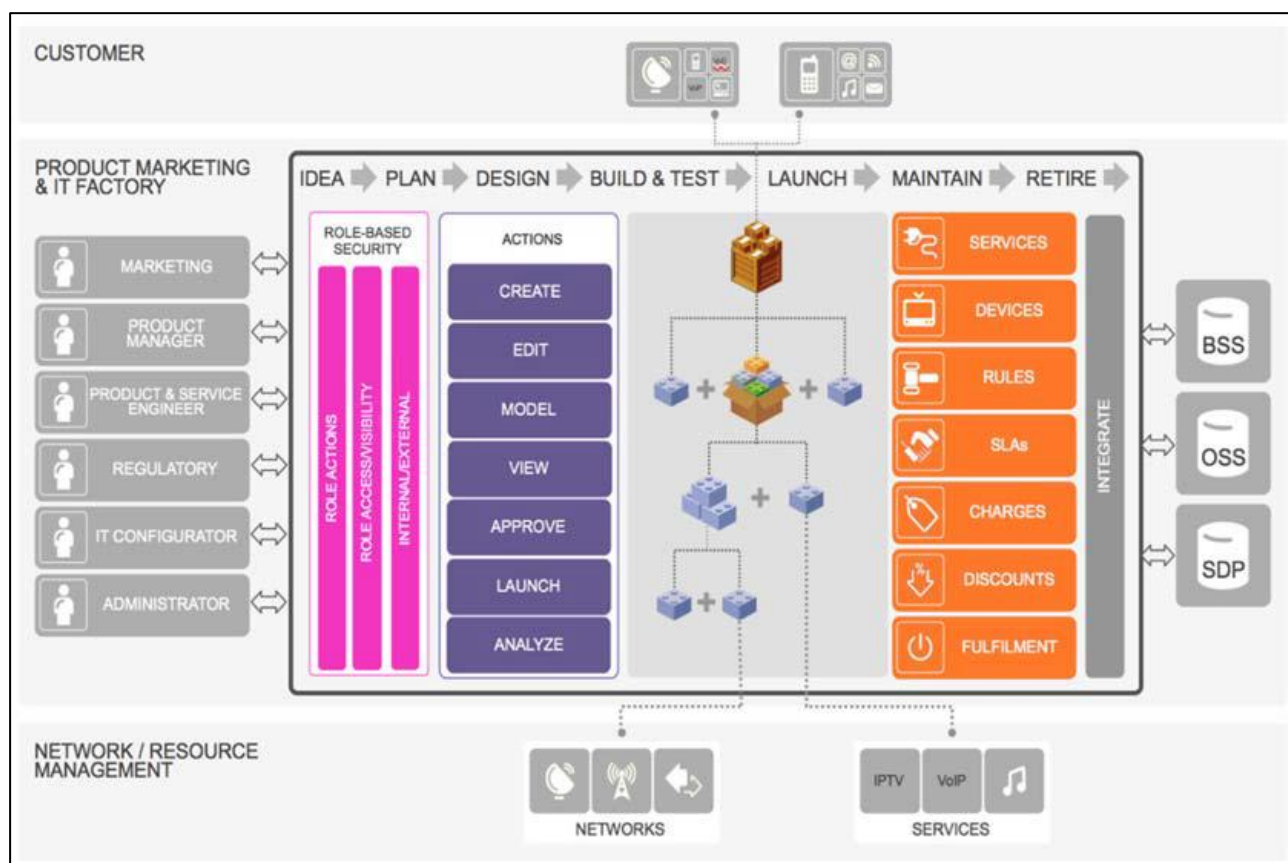 CUSTOMER
VoIP
@
PRODUCT MARKETING
& IT FACTORY
IDEA PLAN DESIGN BUILD & TEST LAUNCH MAINTAIN RETIRE
MARKETING
PRODUCT
MANAGER
PRODUCT & SERVICE
ENGINEER
REGULATORY
IT CONFIGURATOR
ADMINISTRATOR
ROLE-BASED
SECURITY
ROLE ACTIONS
ROLE ACCESS/VISIBILITY
INTERNAL/EXTERNAL
ACTIONS
CREATE
EDIT
MODEL
VIEW
APPROVE
LAUNCH
ANALYZE
SERVICES
DEVICES
RULES
SLAs
CHARGES
%
DISCOUNTS
FULFILMENT
INTEGRATE
BSS
OSS
SDP
NETWORK / RESOURCE
MANAGEMENT
NETWORKS
IPTV VoIP
SERVICES